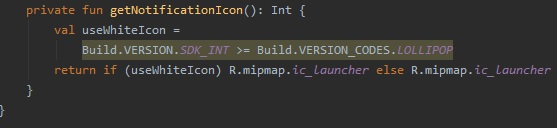 private fun getNotificationIcon(): Int {
val useWhiteIcon =
Build.VERSION.SDK_INT >= Build.VERSION_CODES.LOLLIPOP
return if (useWhiteIcon) R.mipmap.ic_launcher else R.mipmap.ic_launcher
}
}